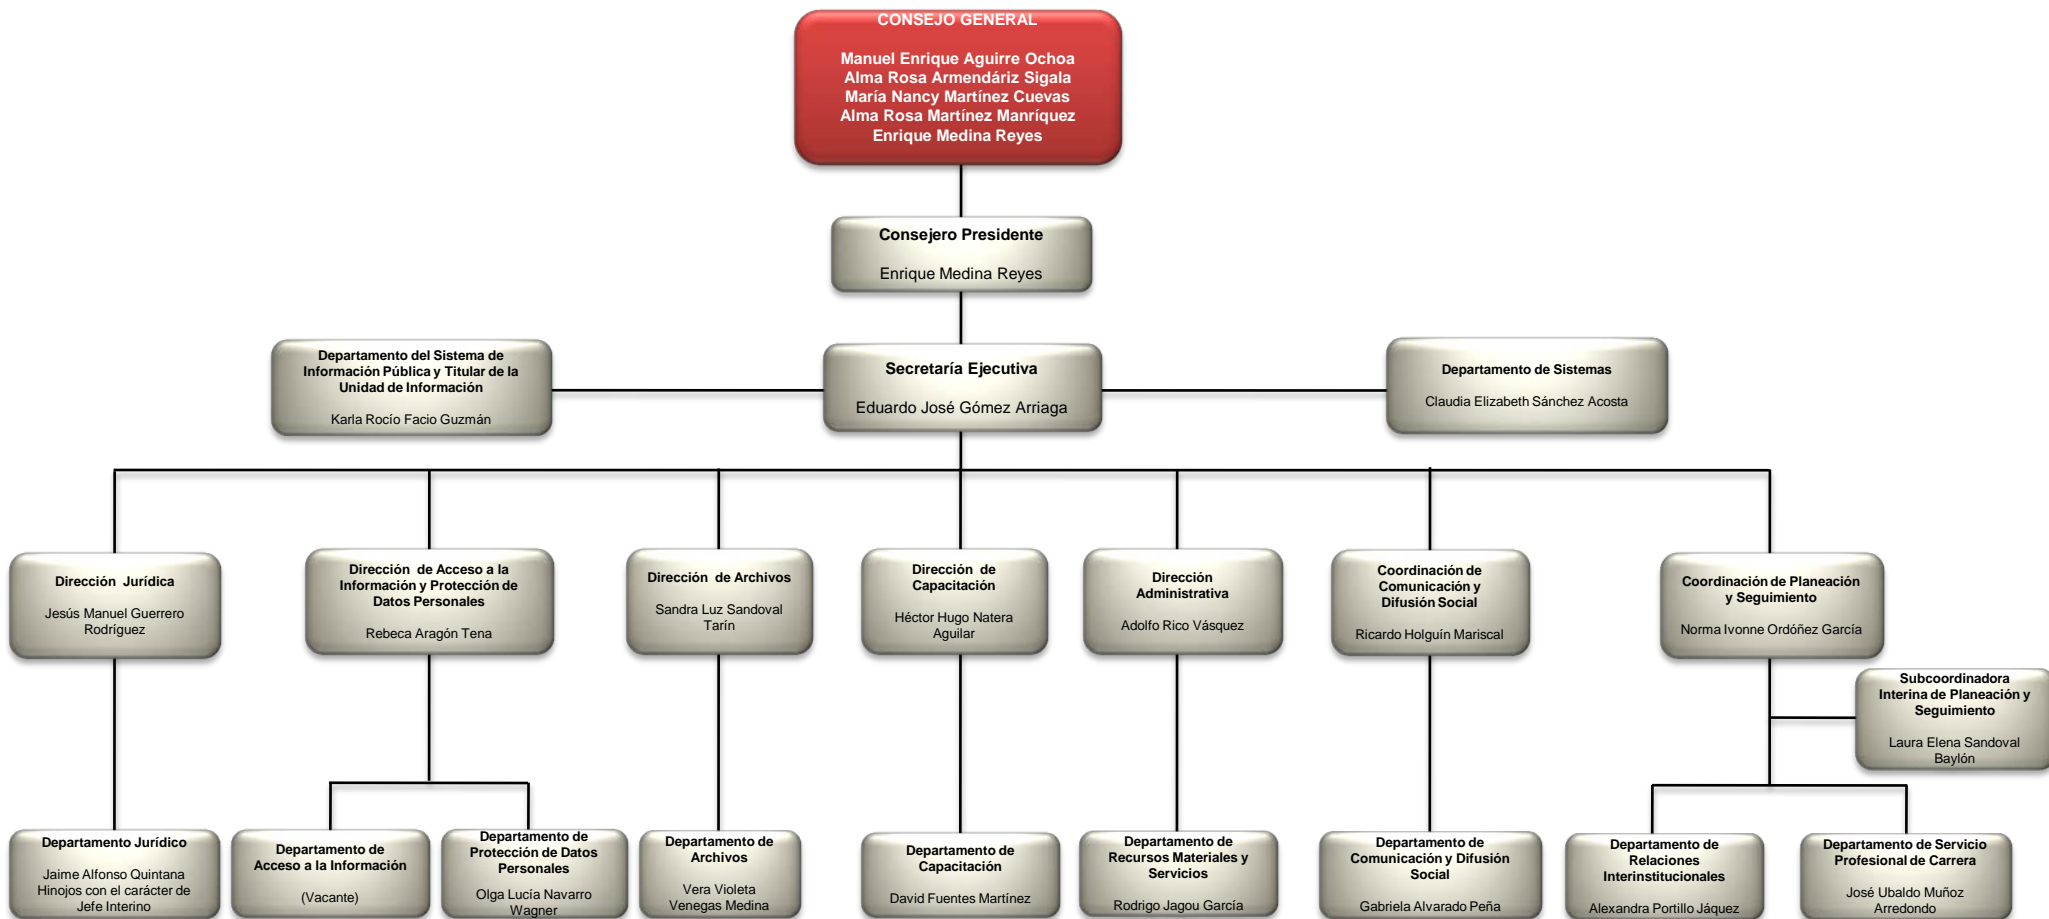 CONSEJO GENERAL
Manuel Enrique Aguirre Ochoa
Alma Rosa Armendáriz Sigala
María Nancy Martínez Cuevas
Alma Rosa Martínez Manríquez
Enrique Medina Reyes
Consejero Presidente
Enrique Medina Reyes
Departamento del Sistema de
Información Pública y Titular de la
Unidad de Información
Karla Rocío Facio Guzmán
Secretaría Ejecutiva
Eduardo José Gómez Arriaga
Departamento de Sistemas
Claudia Elizabeth Sánchez Acosta
Dirección Jurídica
Jesús Manuel Guerrero
Rodríguez
Dirección de Acceso a la
Información y Protección de
Datos Personales
Rebeca Aragón Tena
Dirección de Archivos
Sandra Luz Sandoval
Tarín
Dirección de
Capacitación
Héctor Hugo Natera
Aguilar
Dirección
Administrativa
Adolfo Rico Vásquez
Coordinación de
Comunicación y
Difusión Social
Ricardo Holguín Mariscal
Coordinación de Planeación
y Seguimiento
Norma Ivonne Ordóñez García
Subcoordinadora
Interina de Planeación y
Seguimiento
Laura Elena Sandoval
Baylón
Departamento Jurídico
Jaime Alfonso Quintana
Hinojos con el carácter de
Jefe Interino
Departamento de
Acceso a la Información
(Vacante)
Departamento de
Protección de Datos
Personales
Olga Lucía Navarro
Wagner
Departamento de
Archivos
Vera Violeta
Venegas Medina
Departamento de
Capacitación
David Fuentes Martínez
Departamento de
Recursos Materiales y
Servicios
Rodrigo Jagou García
Departamento de
Comunicación y Difusión
Social
Gabriela Alvarado Peña
Departamento de
Relaciones
Interinstitucionales
Alexandra Portillo Jáquez
Departamento de Servicio
Profesional de Carrera
José Ubaldo Muñoz
Arredondo